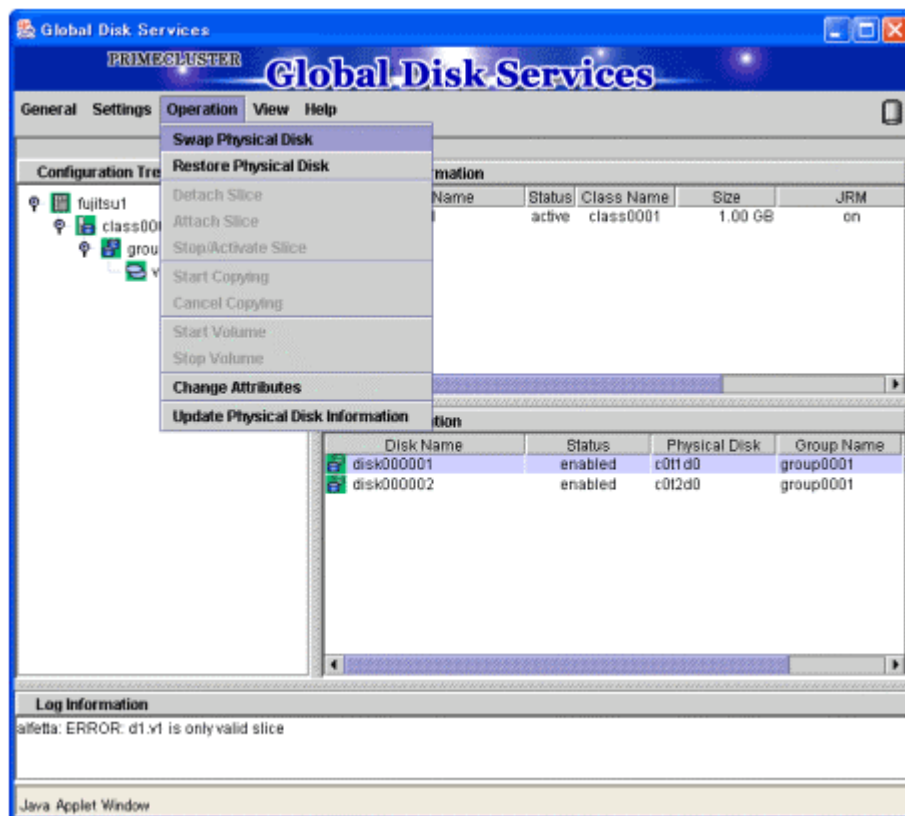 Global Disk Services
PRIMECLUSTER
Global Disk Services
General Settings Operation View Help
Swap Physical Disk
Restore Physical Disk
Detach Slice
Attach Slice
Stop/Activate Slice
Start Copying
Cancel Copying
Start Volume
Stop Volume
Change Attributes
Update Physical Disk Information
Configuration Tre
fujitsu1
class00
grou
v
rmation
Name Status Class Name Size JRM
active class0001 1.00 GB on
tion
Disk Name Status Physical Disk Group Name
disk000001 enabled c0t1d0 group0001
disk000002 enabled c0t2d0 group0001
Log Information
alfetta: ERROR: d1.v1 is only valid slice
Java Applet Window